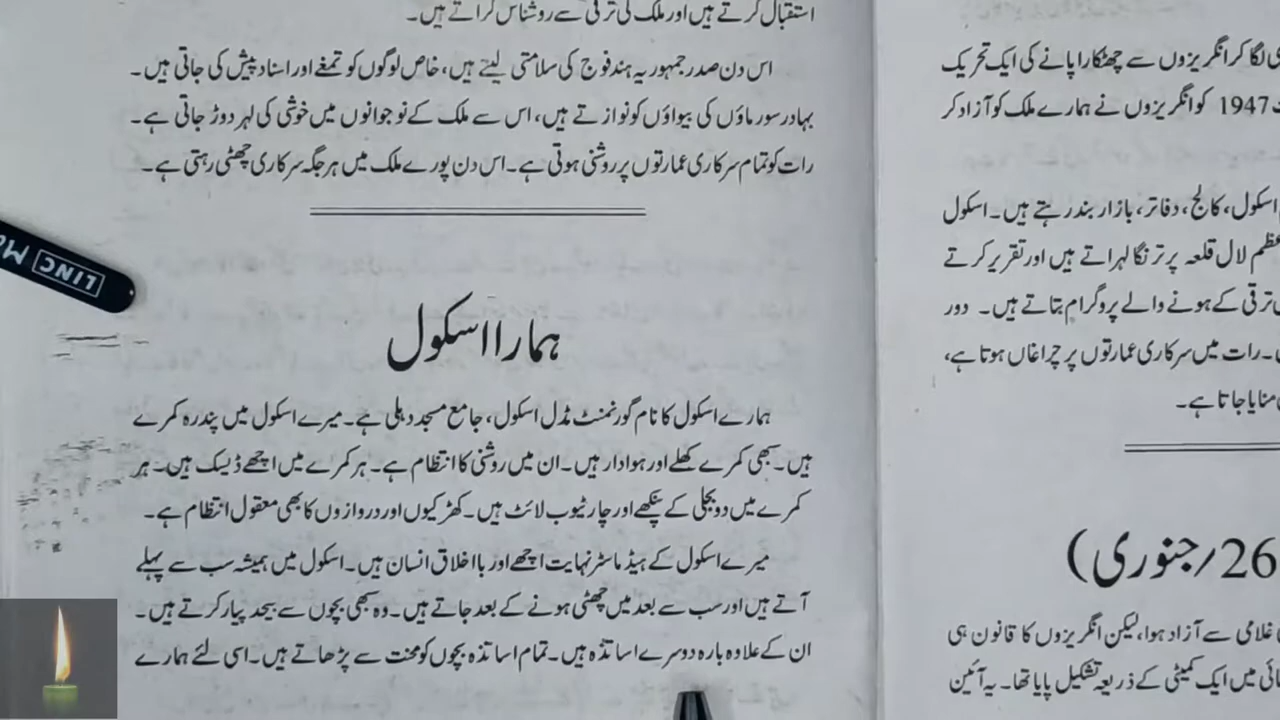 استقبال کرتے ہیں اور ملک کی ترقی سے روشناس کراتے ہیں۔
اس دن صدر جمہوریہ ہند فوج کی سلامتی لیتے ہیں، خاص لوگوں کو تمغے اور اسناد پیش کی جاتی ہیں۔
بہادر سور ماؤں کی بیواؤں کو نوازتے ہیں، اس سے ملک کے نوجوانوں میں خوشی کی لہر دوڑ جاتی ہے۔
رات کو تمام سرکاری عمارتوں پر روشنی ہوتی ہے۔ اس دن پورے ملک میں ہر جگہ سرکاری چھٹی رہتی ہے۔
ہمارا اسکول
ہمارے اسکول کا نام گورنمنٹ مڈل اسکول، جامع مسجد دہلی ہے۔ میرے اسکول میں پندرہ کمرے
ہیں۔ سبھی کمرے کھلے اور ہوادار ہیں۔ ان میں روشنی کا انتظام ہے۔ ہر کمرے میں اچھے ڈیسک ہیں۔ ہر
کمرے میں دو بجلی کے پنکھے اور چار ٹیوب لائٹ ہیں۔ کھڑکیوں اور دروازوں کا بھی معقول انتظام ہے۔
میرے اسکول کے ہیڈ ماسٹر نہایت اچھے اور با اخلاق انسان ہیں۔ اسکول میں ہمیشہ سب سے پہلے
آتے ہیں اور سب سے بعد میں چھٹی ہونے کے بعد جاتے ہیں۔ وہ سبھی بچوں سے بیحد پیار کرتے ہیں۔
ان کے علاوہ بارہ دوسرے اساتذہ ہیں۔ تمام اساتذہ بچوں کو محنت سے پڑھاتے ہیں۔ اسی لئے ہمارے
لگا کر انگریزوں سے چھٹکارا پانے کی ایک تحریک
1947 کو انگریزوں نے ہمارے ملک کو آزاد کر
اسکول، کالج، دفاتر، بازار بند رہتے ہیں۔ اسکول
لال قلعہ پر ترنگا لہراتے ہیں اور تقریر کرتے
ترقی کے ہونے والے پروگرام بتاتے ہیں۔ دور
۔ رات میں سرکاری عمارتوں پر چراغاں ہوتا ہے،
منایا جاتا ہے۔
26/جنوری)
غلامی سے آزاد ہوا، لیکن انگریزوں کا قانون ہی
میں ایک کمیٹی کے ذریعہ تشکیل پایا تھا۔ یہ آئین
LINC